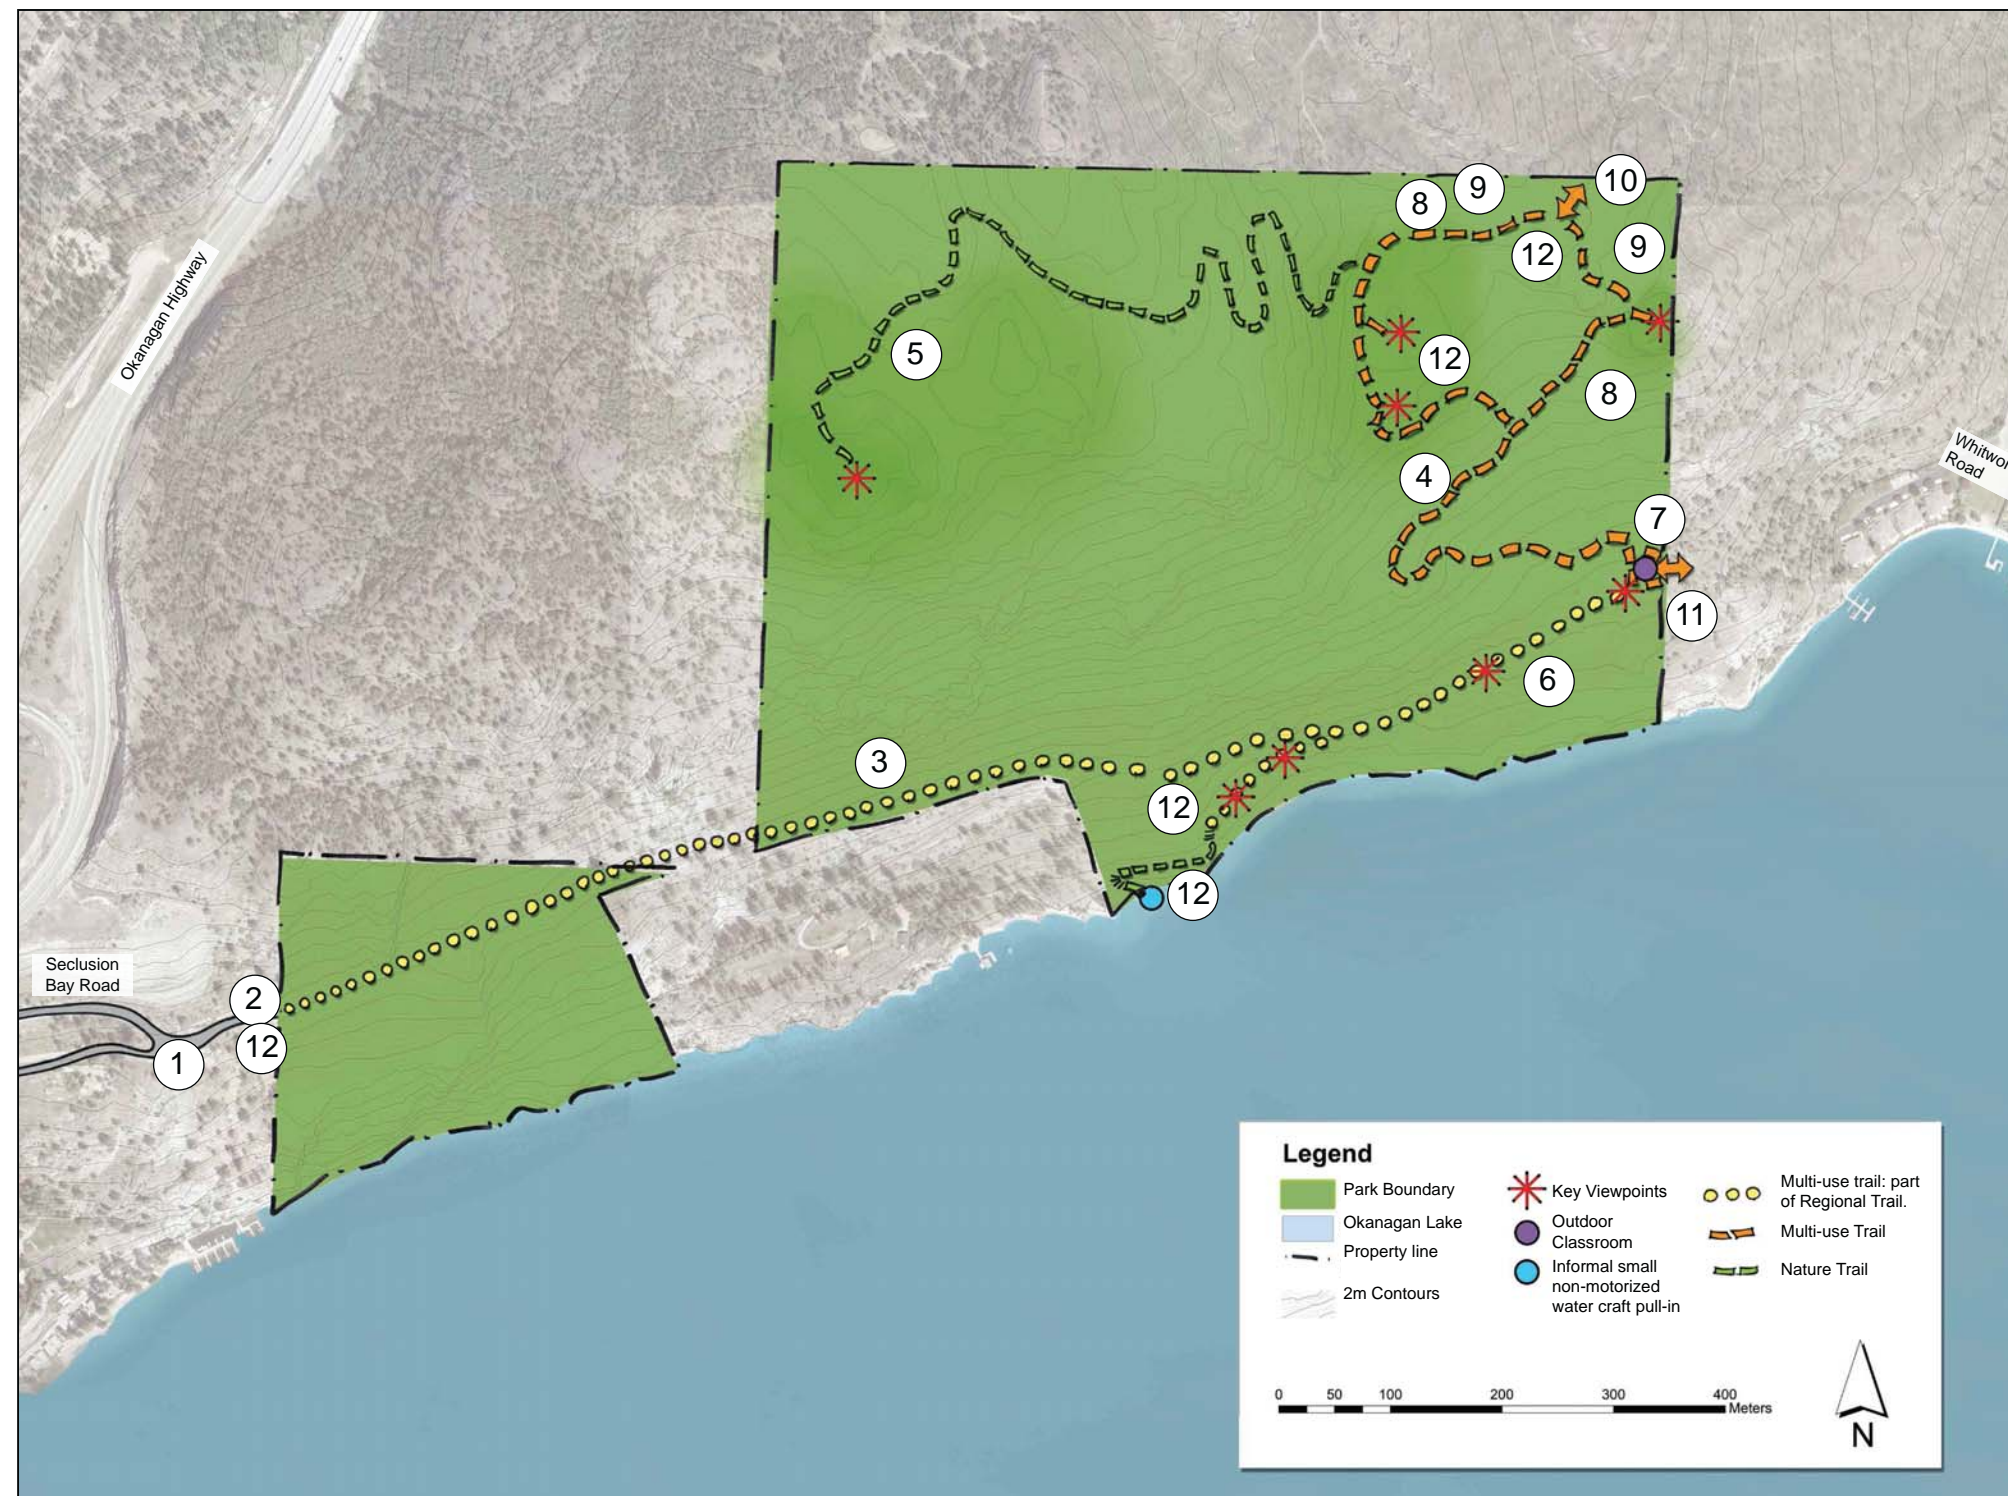 10
9
8
9
12
Okanagan Highway
5
12
8
Whitwor
Road
4
7
11
6
3
12
12
Seclusion
Bay Road
2
12
1
Legend
Park Boundary
Okanagan Lake
Property line
2m Contours
Key Viewpoints
Outdoor
Classroom
Informal small
non-motorized
water craft pull-in
Multi-use trail: part
of Regional Trail.
Multi-use Trail
Nature Trail
0 50 100 200 300 400
Meters
N